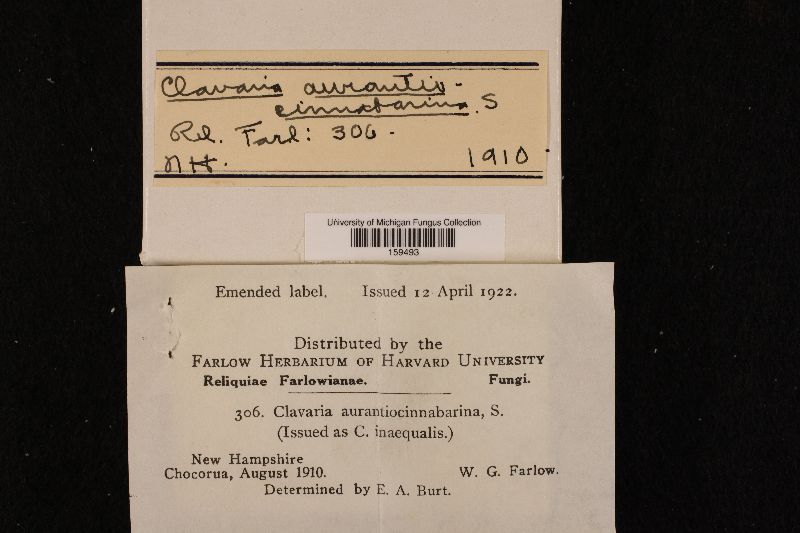 Clavaria aurantio-
cinnabarina. S
Rel. Farl: 306-
NH. 1910
University of Michigan Fungus Collection
159493
Emended label. Issued 12 April 1922.
Distributed by the
FARLOW HERBARIUM OF HARVARD UNIVERSITY
Reliquiae Farlowianae. Fungi.
306. Clavaria aurantiocinnabarina, S.
(Issued as C. inaequalis.)
New Hampshire
Chocorua, August 1910. W. G. Farlow.
Determined by E. A. Burt.